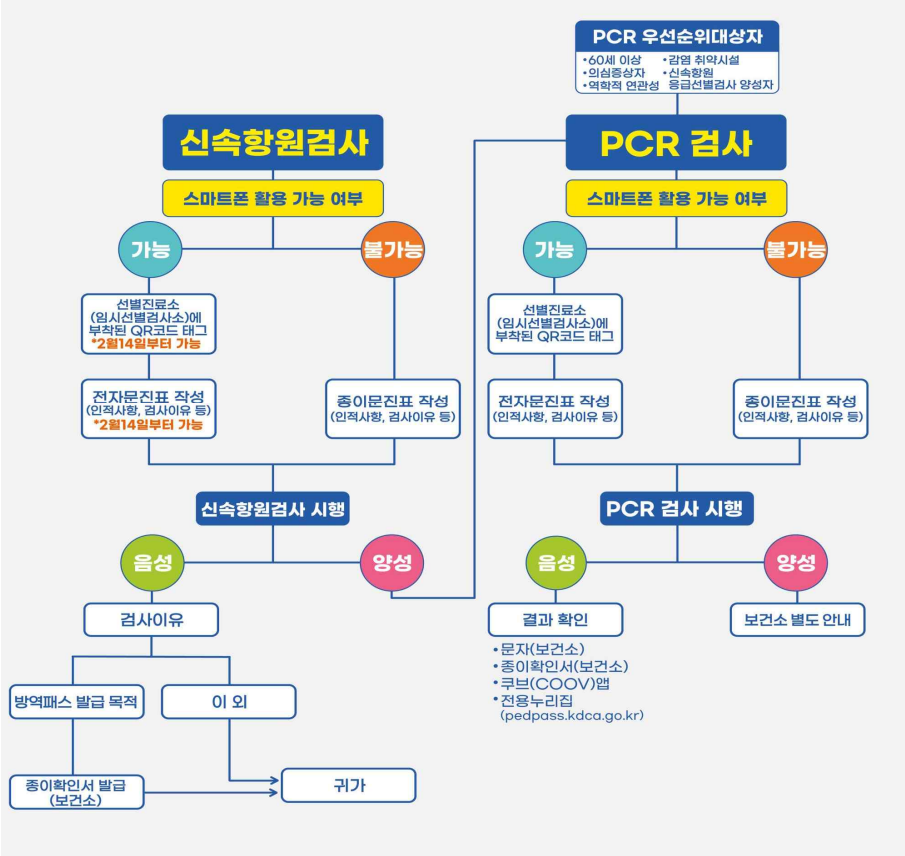 PCR 우선순위대상자
•60세 이상 •감염 취약시설
•의심증상자 •신속항원
•역학적 연관성 응급선별검사 양성자
신속항원검사
스마트폰 활용 가능 여부
가능
불가능
선별진료소
(임시선별검사소)에
부착된 QR코드 태그
*2월14일부터 가능
전자문진표 작성
(인적사항, 검사이유 등)
*2월14일부터 가능
종이문진표 작성
(인적사항, 검사이유 등)
신속항원검사 시행
음성
양성
검사이유
방역패스 발급 목적
이 외
종이확인서 발급
(보건소)
귀가
PCR 검사
스마트폰 활용 가능 여부
가능
불가능
선별진료소
(임시선별검사소)에
부착된 QR코드 태그
전자문진표 작성
(인적사항, 검사이유 등)
종이문진표 작성
(인적사항, 검사이유 등)
PCR 검사 시행
음성
양성
결과 확인
•문자(보건소)
•종이확인서(보건소)
•쿠브(COOV)앱
•전용누리집
(pedpass.kdca.go.kr)
보건소 별도 안내